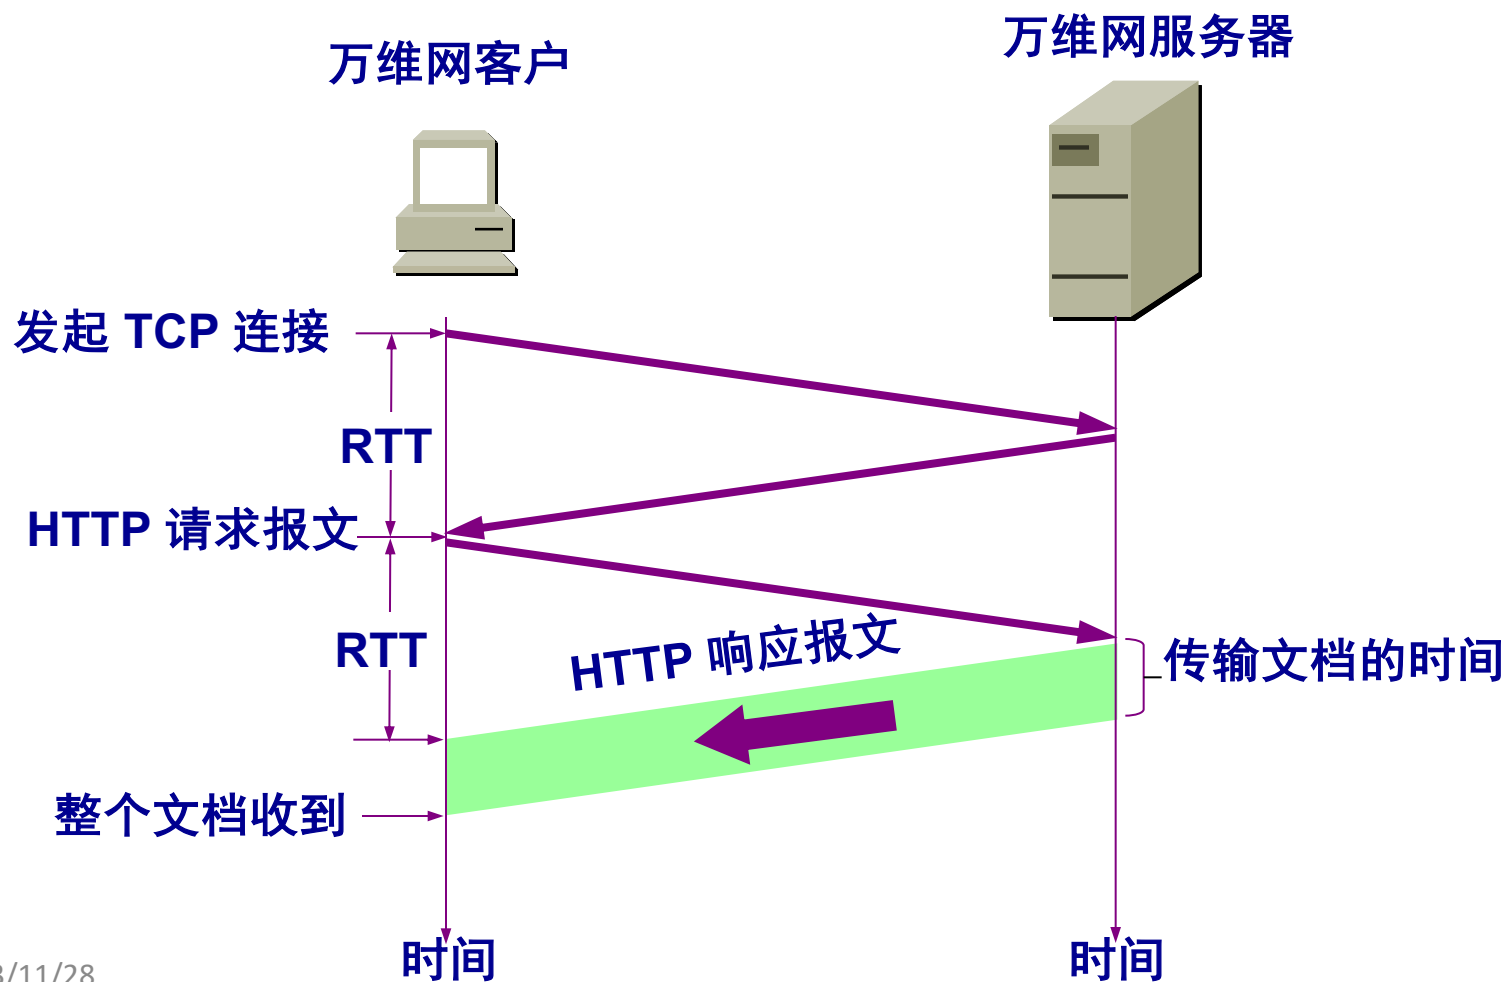 万维网客户
万维网服务器
发起 TCP 连接
RTT
HTTP 请求报文
RTT
HTTP 响应报文
传输文档的时间
整个文档收到
时间
时间
3/11/28